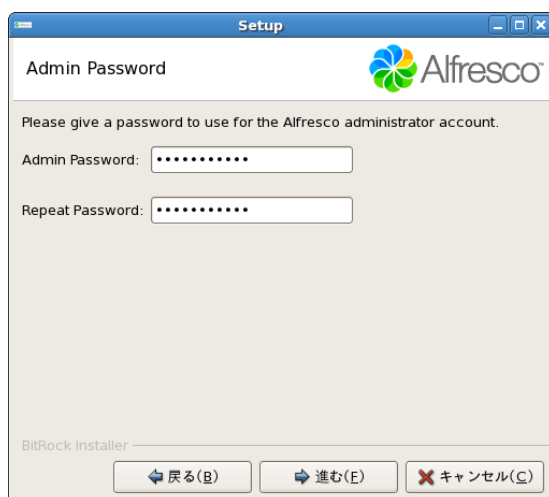 Setup
Admin Password
Alfresco™
Please give a password to use for the Alfresco administrator account.
Admin Password: •••••••••••
Repeat Password: •••••••••••
BitRock Installer
戻る(B) 進む(F) キャンセル(C)